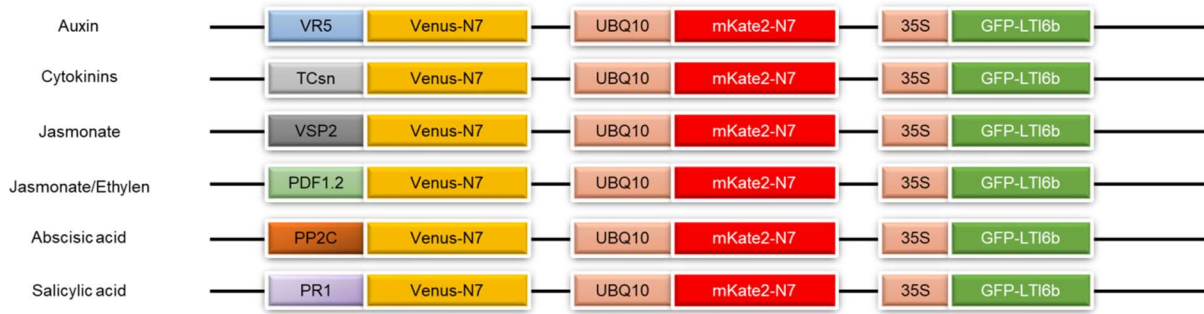 Auxin VR5 Venus-N7 UBQ10 mKate2-N7 35S GFP-LTI6b
Cytokinins TCsn Venus-N7 UBQ10 mKate2-N7 35S GFP-LTI6b
Jasmonate VSP2 Venus-N7 UBQ10 mKate2-N7 35S GFP-LTI6b
Jasmonate/Ethylen PDF1.2 Venus-N7 UBQ10 mKate2-N7 35S GFP-LTI6b
Abscisic acid PP2C Venus-N7 UBQ10 mKate2-N7 35S GFP-LTI6b
Salicylic acid PR1 Venus-N7 UBQ10 mKate2-N7 35S GFP-LTI6b